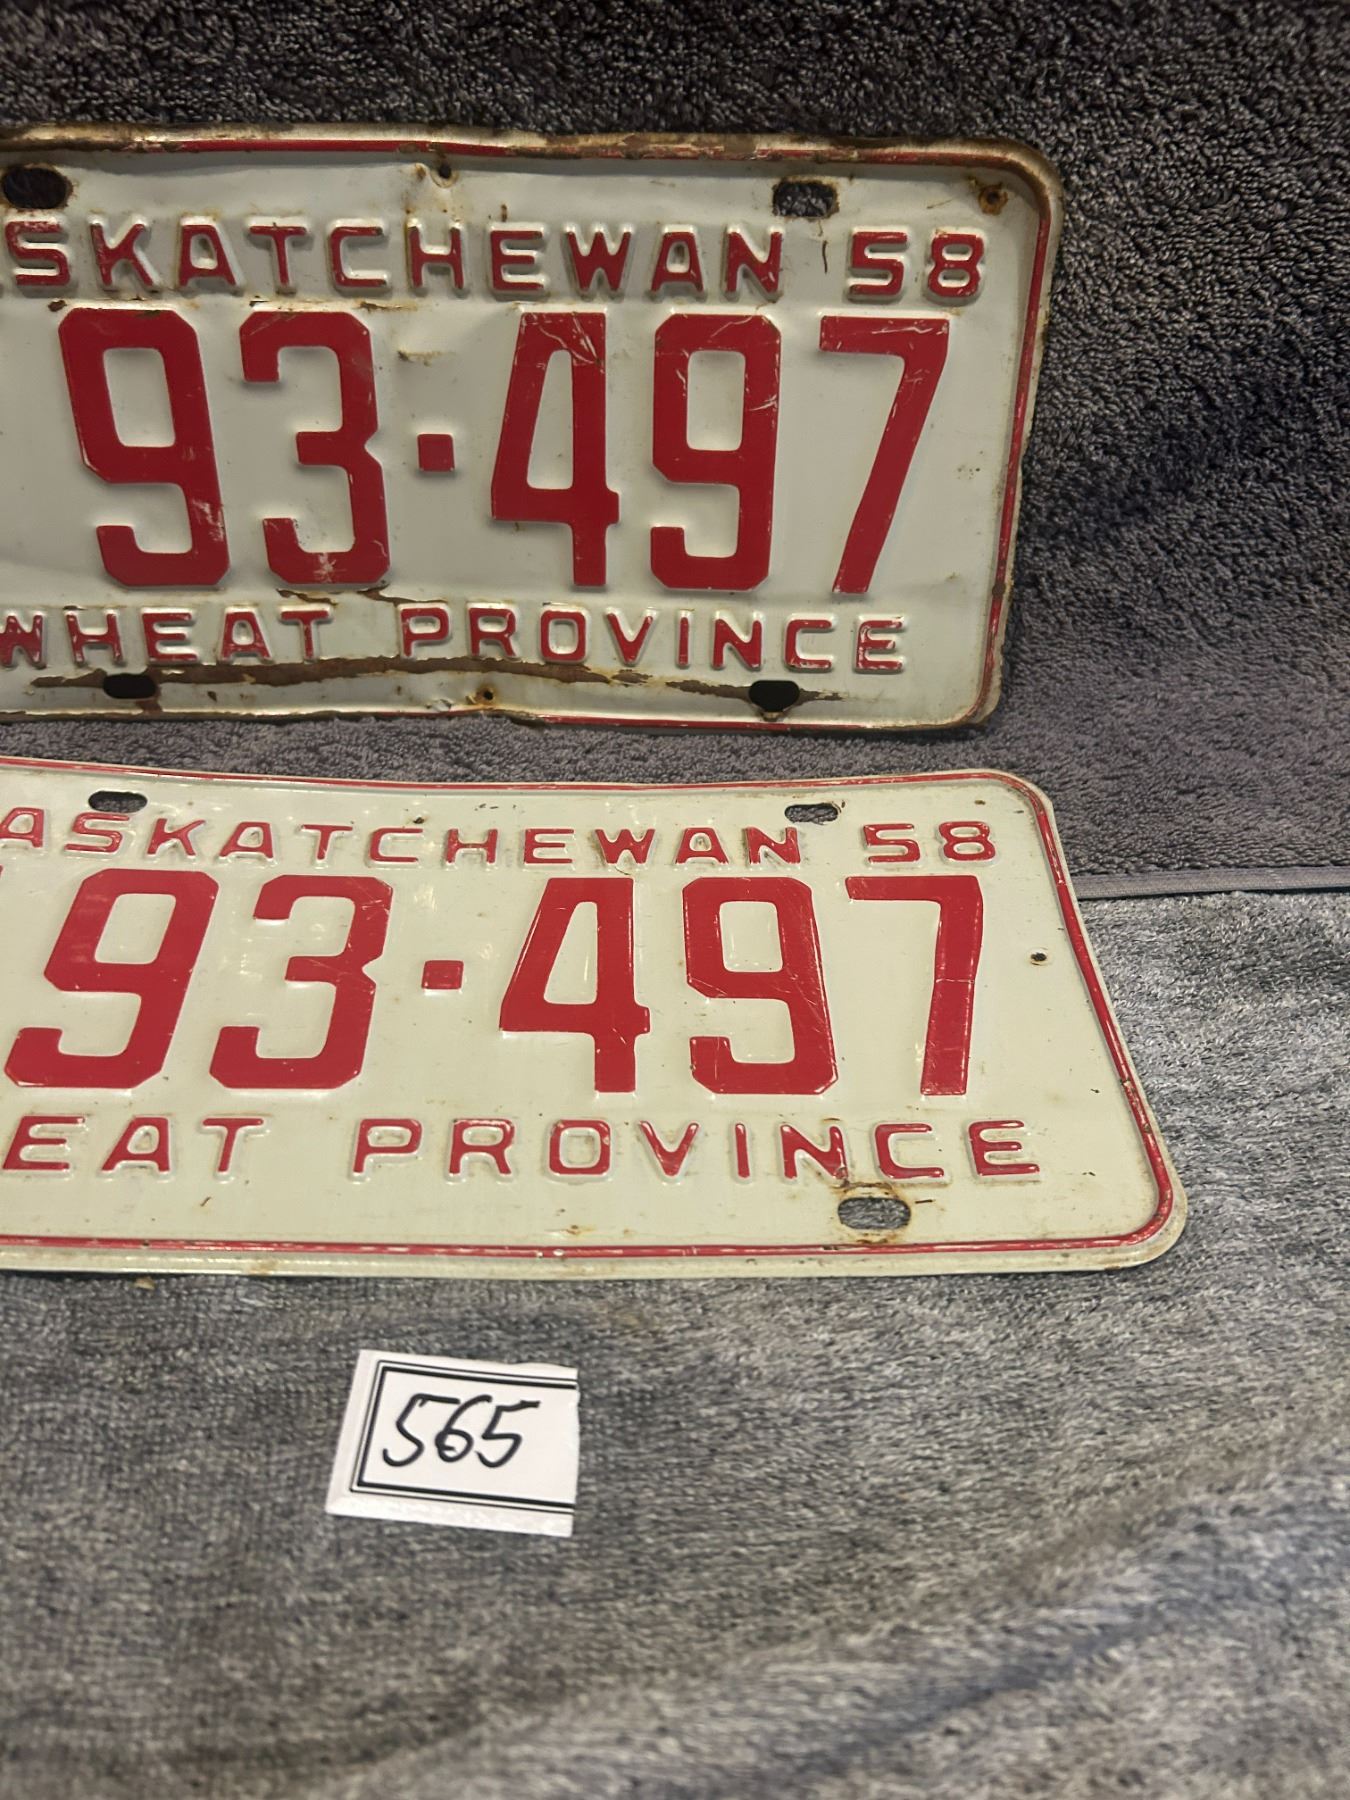 ASKATCHEWAN 58
93·497
WHEAT PROVINCE
ASKATCHEWAN 58
93·497
EAT PROVINCE
565